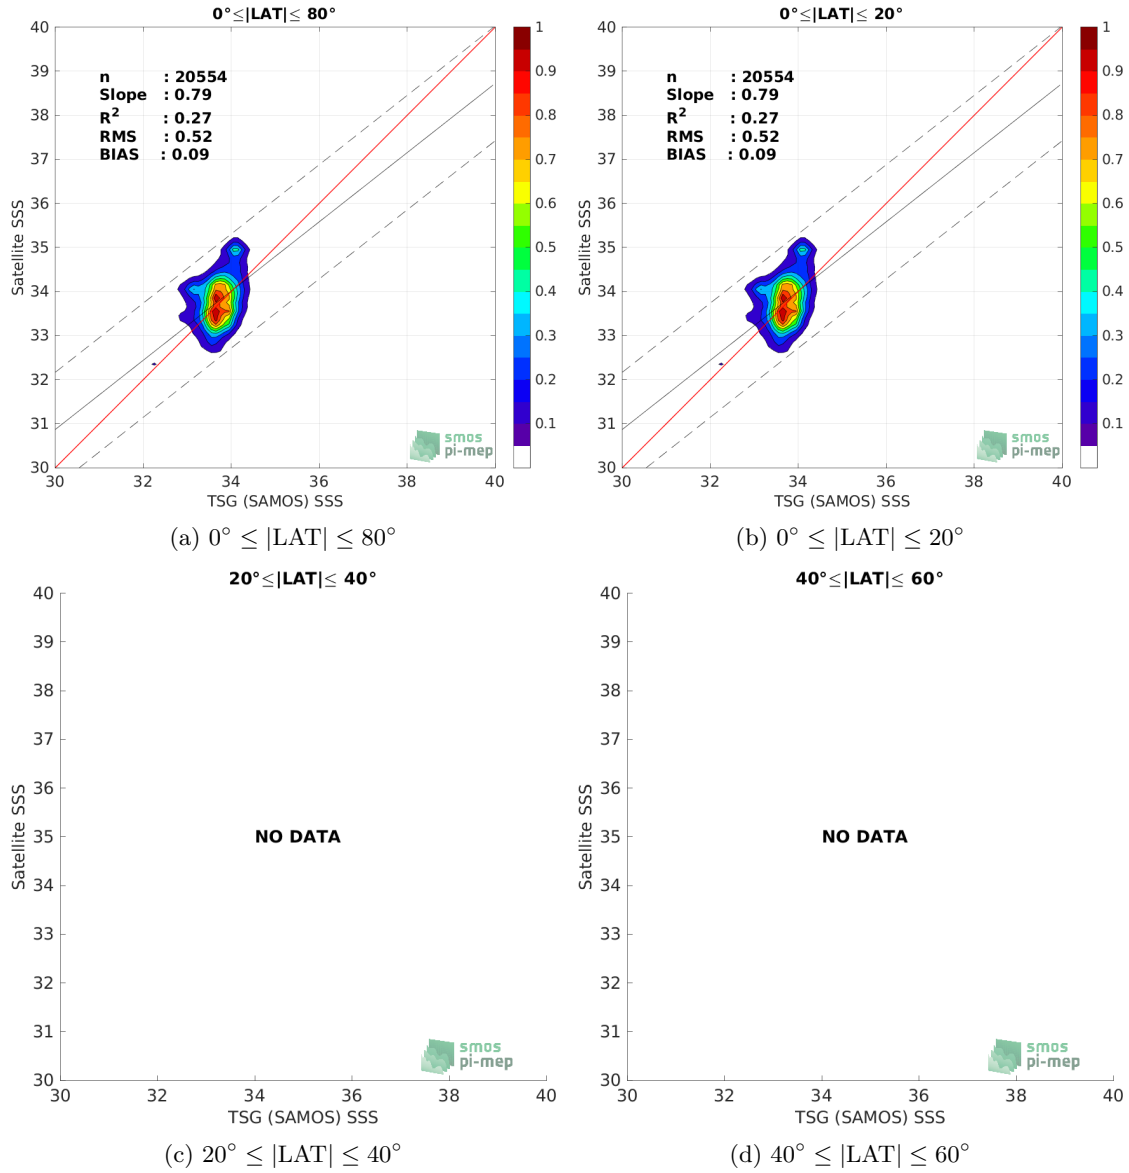 0°≤|LAT|≤ 80°
40
39
38
37
36
35
34
33
32
31
30
Satellite SSS
n : 20554
Slope : 0.79
R² : 0.27
RMS : 0.52
BIAS : 0.09
1
0.9
0.8
0.7
0.6
0.5
0.4
0.3
0.2
0.1
smos
pi-mep
30 32 34 36 38 40
TSG (SAMOS) SSS
(a) 0° ≤ |LAT| ≤ 80°
0°≤|LAT|≤ 20°
40
39
38
37
36
35
34
33
32
31
30
Satellite SSS
n : 20554
Slope : 0.79
R² : 0.27
RMS : 0.52
BIAS : 0.09
1
0.9
0.8
0.7
0.6
0.5
0.4
0.3
0.2
0.1
smos
pi-mep
30 32 34 36 38 40
TSG (SAMOS) SSS
(b) 0° ≤ |LAT| ≤ 20°
20°≤|LAT|≤ 40°
40
39
38
37
36
35
34
33
32
31
30
Satellite SSS
NO DATA
smos
pi-mep
30 32 34 36 38 40
TSG (SAMOS) SSS
(c) 20° ≤ |LAT| ≤ 40°
40°≤|LAT|≤ 60°
40
39
38
37
36
35
34
33
32
31
30
Satellite SSS
NO DATA
smos
pi-mep
30 32 34 36 38 40
TSG (SAMOS) SSS
(d) 40° ≤ |LAT| ≤ 60°